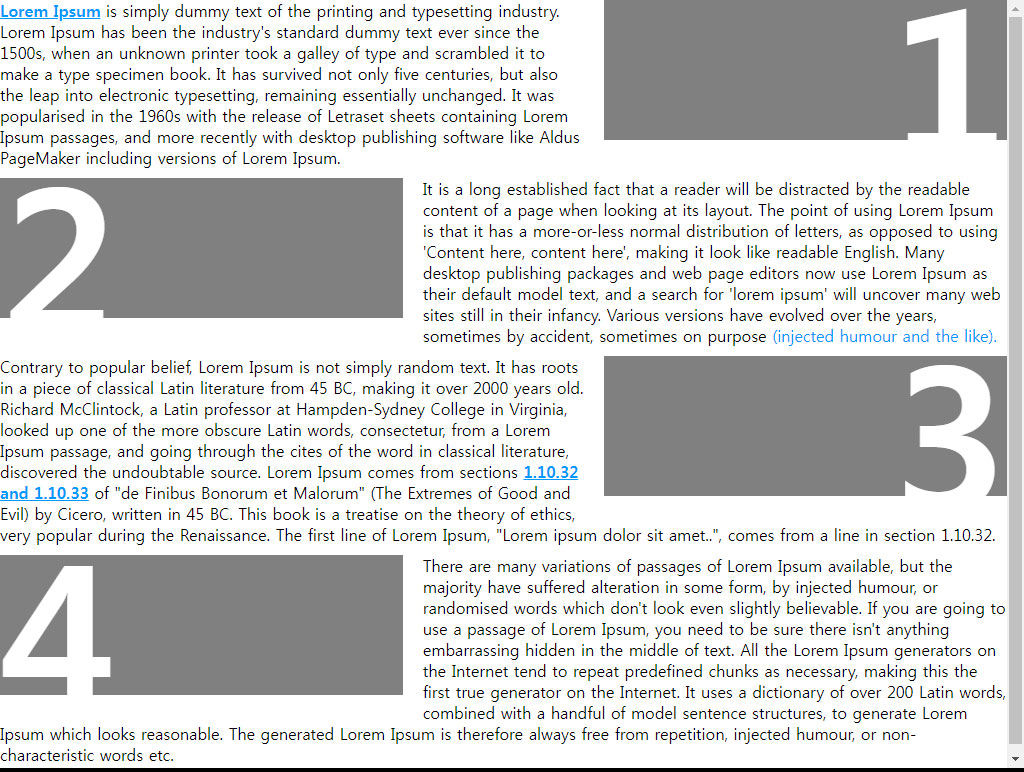 Lorem Ipsum is simply dummy text of the printing and typesetting industry.
Lorem Ipsum has been the industry's standard dummy text ever since the
1500s, when an unknown printer took a galley of type and scrambled it to
make a type specimen book. It has survived not only five centuries, but also
the leap into electronic typesetting, remaining essentially unchanged. It was
popularised in the 1960s with the release of Letraset sheets containing Lorem
Ipsum passages, and more recently with desktop publishing software like Aldus
PageMaker including versions of Lorem Ipsum.
1
2
It is a long established fact that a reader will be distracted by the readable
content of a page when looking at its layout. The point of using Lorem Ipsum
is that it has a more-or-less normal distribution of letters, as opposed to using
'Content here, content here', making it look like readable English. Many
desktop publishing packages and web page editors now use Lorem Ipsum as
their default model text, and a search for 'lorem ipsum' will uncover many web
sites still in their infancy. Various versions have evolved over the years,
sometimes by accident, sometimes on purpose (injected humour and the like).
Contrary to popular belief, Lorem Ipsum is not simply random text. It has roots
in a piece of classical Latin literature from 45 BC, making it over 2000 years old.
Richard McClintock, a Latin professor at Hampden-Sydney College in Virginia,
looked up one of the more obscure Latin words, consectetur, from a Lorem
Ipsum passage, and going through the cites of the word in classical literature,
discovered the undoubtable source. Lorem Ipsum comes from sections 1.10.32
and 1.10.33 of "de Finibus Bonorum et Malorum" (The Extremes of Good and
Evil) by Cicero, written in 45 BC. This book is a treatise on the theory of ethics,
very popular during the Renaissance. The first line of Lorem Ipsum, "Lorem ipsum dolor sit amet..", comes from a line in section 1.10.32.
3
4
There are many variations of passages of Lorem Ipsum available, but the
majority have suffered alteration in some form, by injected humour, or
randomised words which don't look even slightly believable. If you are going to
use a passage of Lorem Ipsum, you need to be sure there isn't anything
embarrassing hidden in the middle of text. All the Lorem Ipsum generators on
the Internet tend to repeat predefined chunks as necessary, making this the
first true generator on the Internet. It uses a dictionary of over 200 Latin words,
combined with a handful of model sentence structures, to generate Lorem
Ipsum which looks reasonable. The generated Lorem Ipsum is therefore always free from repetition, injected humour, or non-
characteristic words etc.